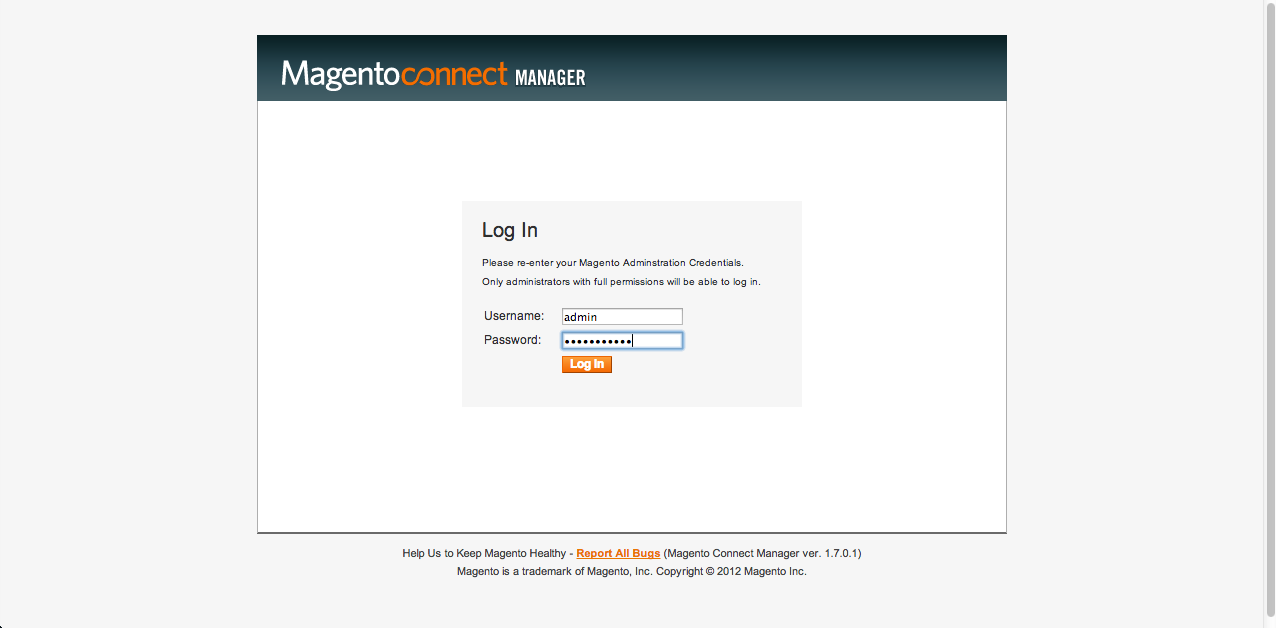 Magentoconnect MANAGER
Log In
Please re-enter your Magento Adminstration Credentials.
Only administrators with full permissions will be able to log in.
Username: admin
Password: •••••••••••
Log In
Help Us to Keep Magento Healthy - Report All Bugs (Magento Connect Manager ver. 1.7.0.1)
Magento is a trademark of Magento, Inc. Copyright © 2012 Magento Inc.